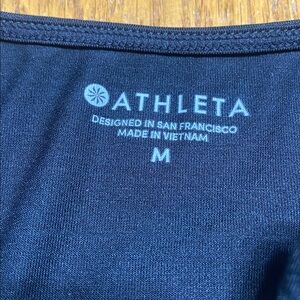 ATHLETA
DESIGNED IN SAN FRANCISCO
MADE IN VIETNAM
M